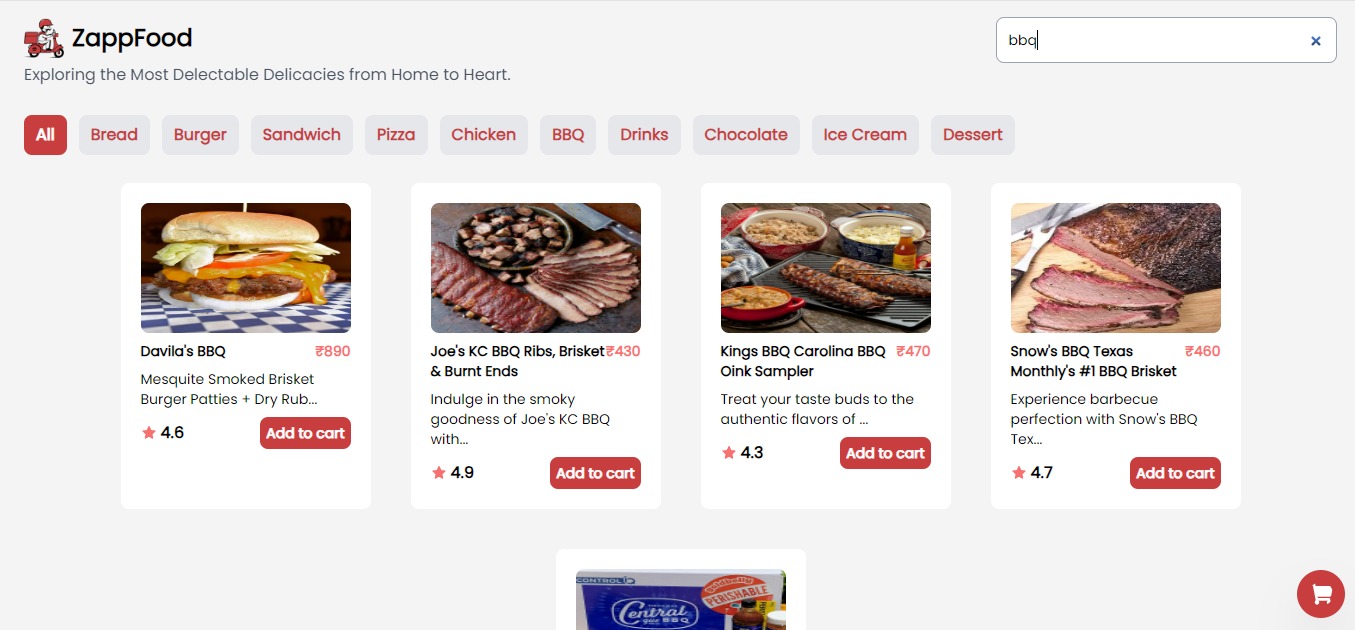 ZappFood
bbq
Exploring the Most Delectable Delicacies from Home to Heart.
All Bread Burger Sandwich Pizza Chicken BBQ Drinks Chocolate Ice Cream Dessert
Davila's BBQ ₹890
Mesquite Smoked Brisket
Burger Patties + Dry Rub...
4.6 Add to cart
Joe's KC BBQ Ribs, Brisket ₹430
& Burnt Ends
Indulge in the smoky
goodness of Joe's KC BBQ
with...
4.9 Add to cart
Kings BBQ Carolina BBQ ₹470
Oink Sampler
Treat your taste buds to the
authentic flavors of ...
4.3 Add to cart
Snow's BBQ Texas ₹460
Monthly's #1 BBQ Brisket
Experience barbecue
perfection with Snow's BBQ
Tex...
4.7 Add to cart
CONTROL
PERISHABLE
Central
BBQ